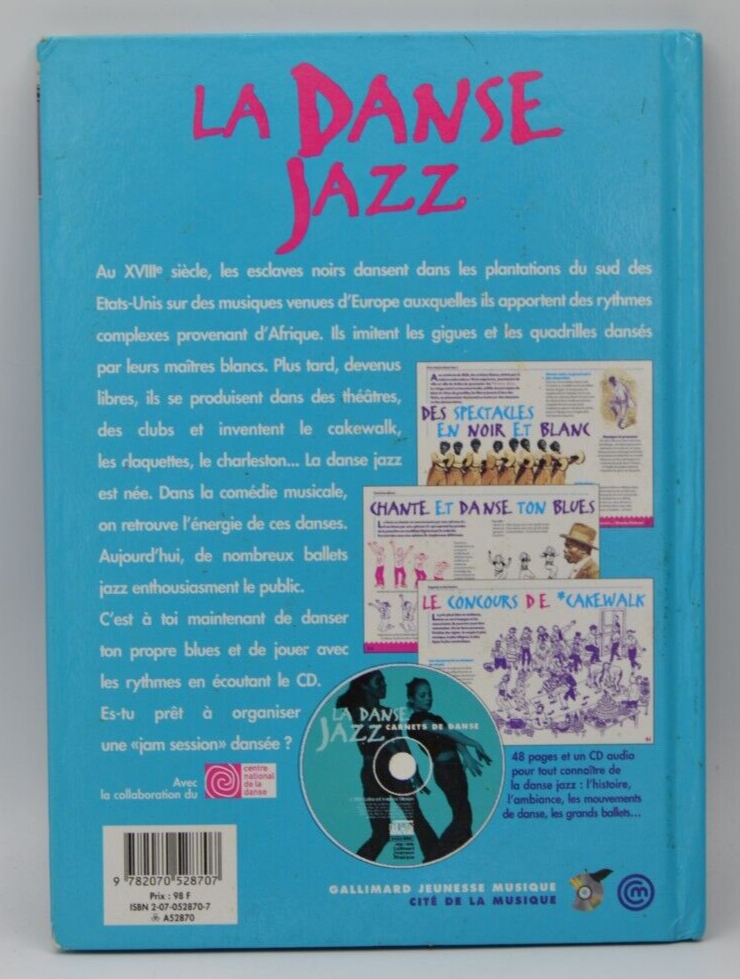 LA DANSE
JAZZ
Au XVIIIe siècle, les esclaves noirs dansent dans les plantations du sud des
Etats-Unis sur des musiques venues d'Europe auxquelles ils apportent des rythmes
complexes provenant d'Afrique. Ils imitent les gigues et les quadrilles dansés
par leurs maîtres blancs. Plus tard, devenus
libres, ils se produisent dans des théâtres,
des clubs et inventent le cakewalk,
les claquettes, le charleston... La danse jazz
est née. Dans la comédie musicale,
on retrouve l'énergie de ces danses.
Aujourd'hui, de nombreux ballets
jazz enthousiasment le public.
C'est à toi maintenant de danser
ton propre blues et de jouer avec
les rythmes en écoutant le CD.
Es-tu prêt à organiser
une «jam session» dansée ?
DES SPECTACLES
EN NOIR ET BLANC
CHANTE ET DANSE TON BLUES
LE CONCOURS DE *CAKEWALK
LA DANSE
JAZZ CARNETS DE DANSE
48 pages et un CD audio
pour tout connaître de
la danse jazz : l'histoire,
l'ambiance, les mouvements
de danse, les grands ballets...
Avec
la collaboration du
centre
national
de la
danse
9 782070 528707
Prix : 98 F
ISBN 2-07-052870-7
A52870
GALLIMARD JEUNESSE MUSIQUE
CITÉ DE LA MUSIQUE